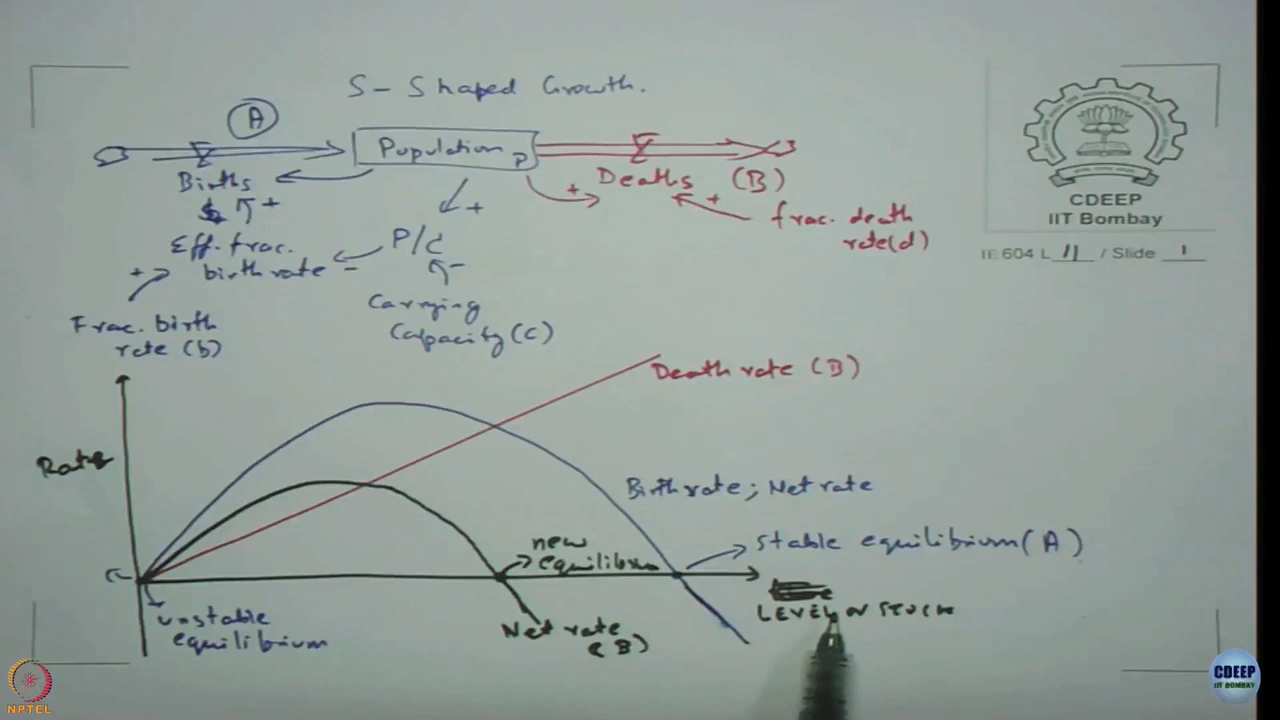 S-Shaped Growth.
A
Population P
Births
Deaths (B)
+
+
+
+
frac. death
rate(d)
Eff. frac.
birth rate
-
P/C
+
-
Carrying
Capacity(C)
Frac. birth
rate (b)
CDEEP
IIT Bombay
IE 604 L 11 / Slide 1
Death rate (B)
Rate
Birth rate; Net rate
new
equilibrium
stable equilibrium(A)
LEVEL OR STOCK
unstable
equilibrium
Net rate
(B)
NPTEL
CDEEP
IIT BOMBAY